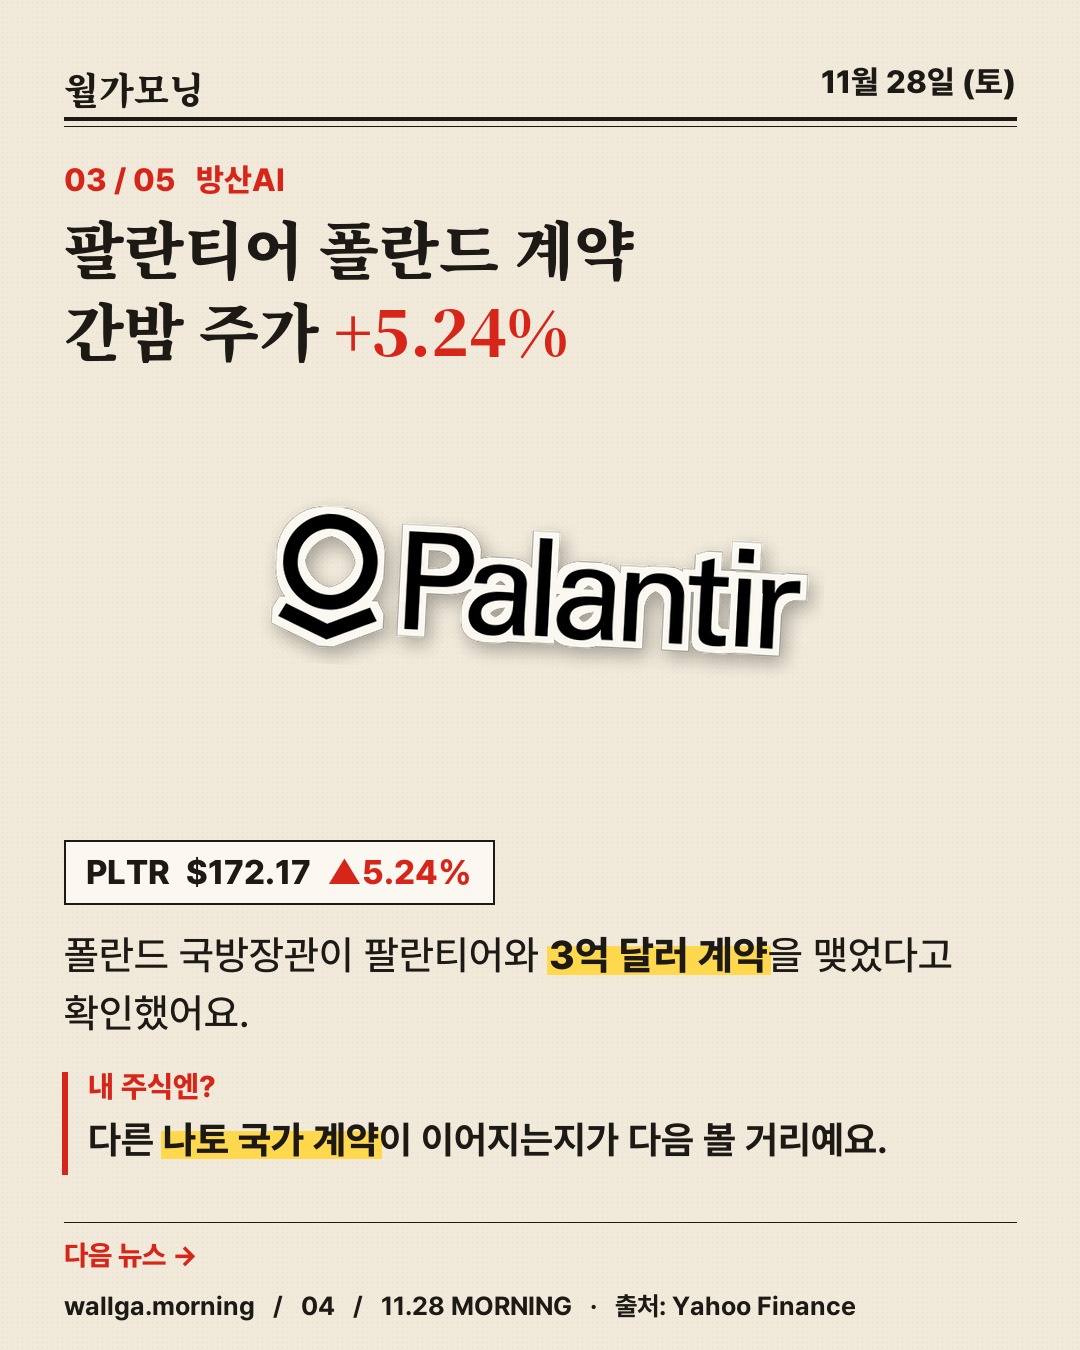 월가모닝
11월 28일 (토)
03 / 05 방산AI
팔란티어 폴란드 계약
간밤 주가 +5.24%
Palantir
PLTR $172.17 ▲5.24%
폴란드 국방장관이 팔란티어와 3억 달러 계약을 맺었다고
확인했어요.
내 주식엔?
다른 나토 국가 계약이 이어지는지가 다음 볼 거리예요.
다음 뉴스 →
wallga.morning / 04 / 11.28 MORNING · 출처: Yahoo Finance